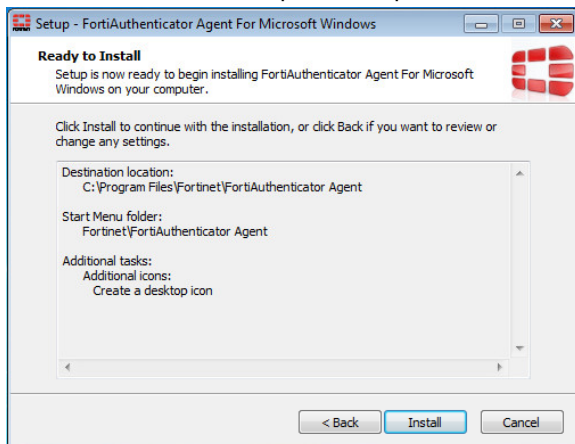 Setup - FortiAuthenticator Agent For Microsoft Windows
Ready to Install
Setup is now ready to begin installing FortiAuthenticator Agent For Microsoft
Windows on your computer.
Click Install to continue with the installation, or click Back if you want to review or
change any settings.
Destination location:
C:\Program Files\Fortinet\FortiAuthenticator Agent
Start Menu folder:
Fortinet\FortiAuthenticator Agent
Additional tasks:
Additional icons:
Create a desktop icon
< Back
Install
Cancel